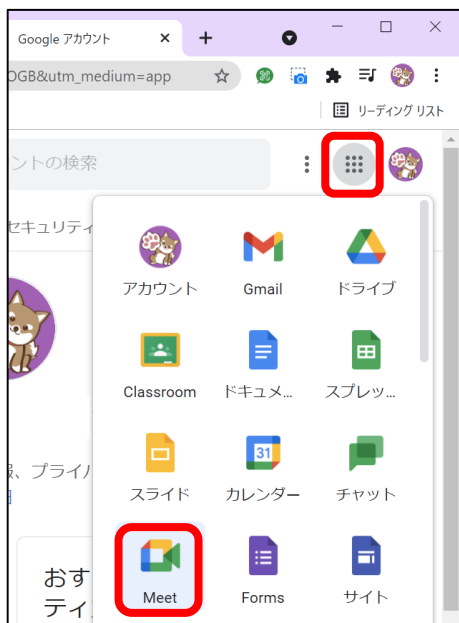 Google アカウント
OGB&utm_medium=app
リーディング リスト
ントの検索
セキュリティ
アカウント
Gmail
ドライブ
Classroom
ドキュメ...
スプレッ...
31
スライド
カレンダー
チャット
、プライバ
おす
ティ
Meet
Forms
サイト